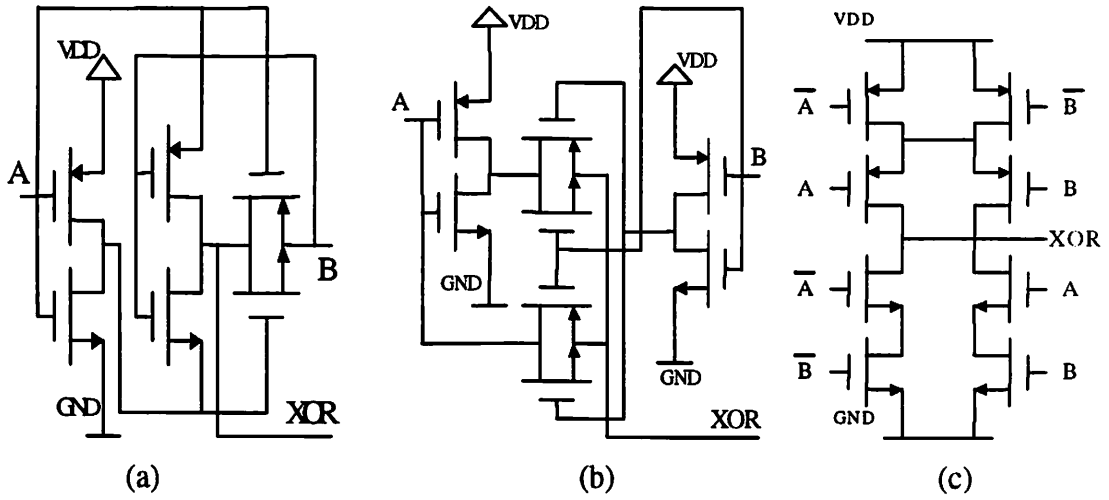 VDD
A
B
GND
XOR
(a)
VDD
A
VDD
B
GND
GND
XOR
(b)
VDD
A̅
B̅
A
B
XOR
A̅
A
B̅
B
GND
(c)